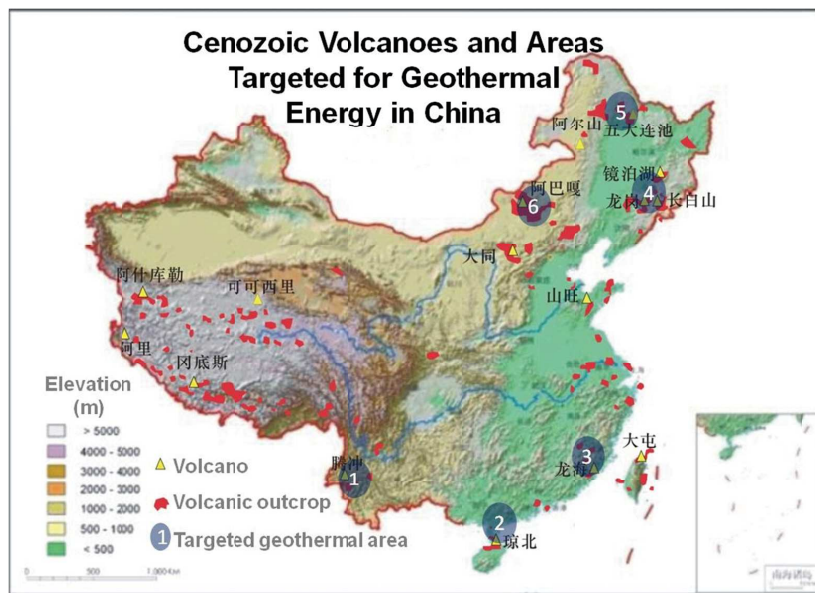 Cenozoic Volcanoes and Areas
Targeted for Geothermal
Energy in China
5
阿尔山
五大连池
镜泊湖
阿巴嘎
4
龙岗
长白山
6
大同
阿什库勒
可可西里
山旺
阿里
冈底斯
Elevation
(m)
> 5000
4000 - 5000
3000 - 4000
2000 - 3000
1000 - 2000
500 - 1000
< 500
Volcano
Volcanic outcrop
1 Targeted geothermal area
腾冲
1
3
大屯
龙海
2
琼北
0
500
1,000 KM
南海诸岛